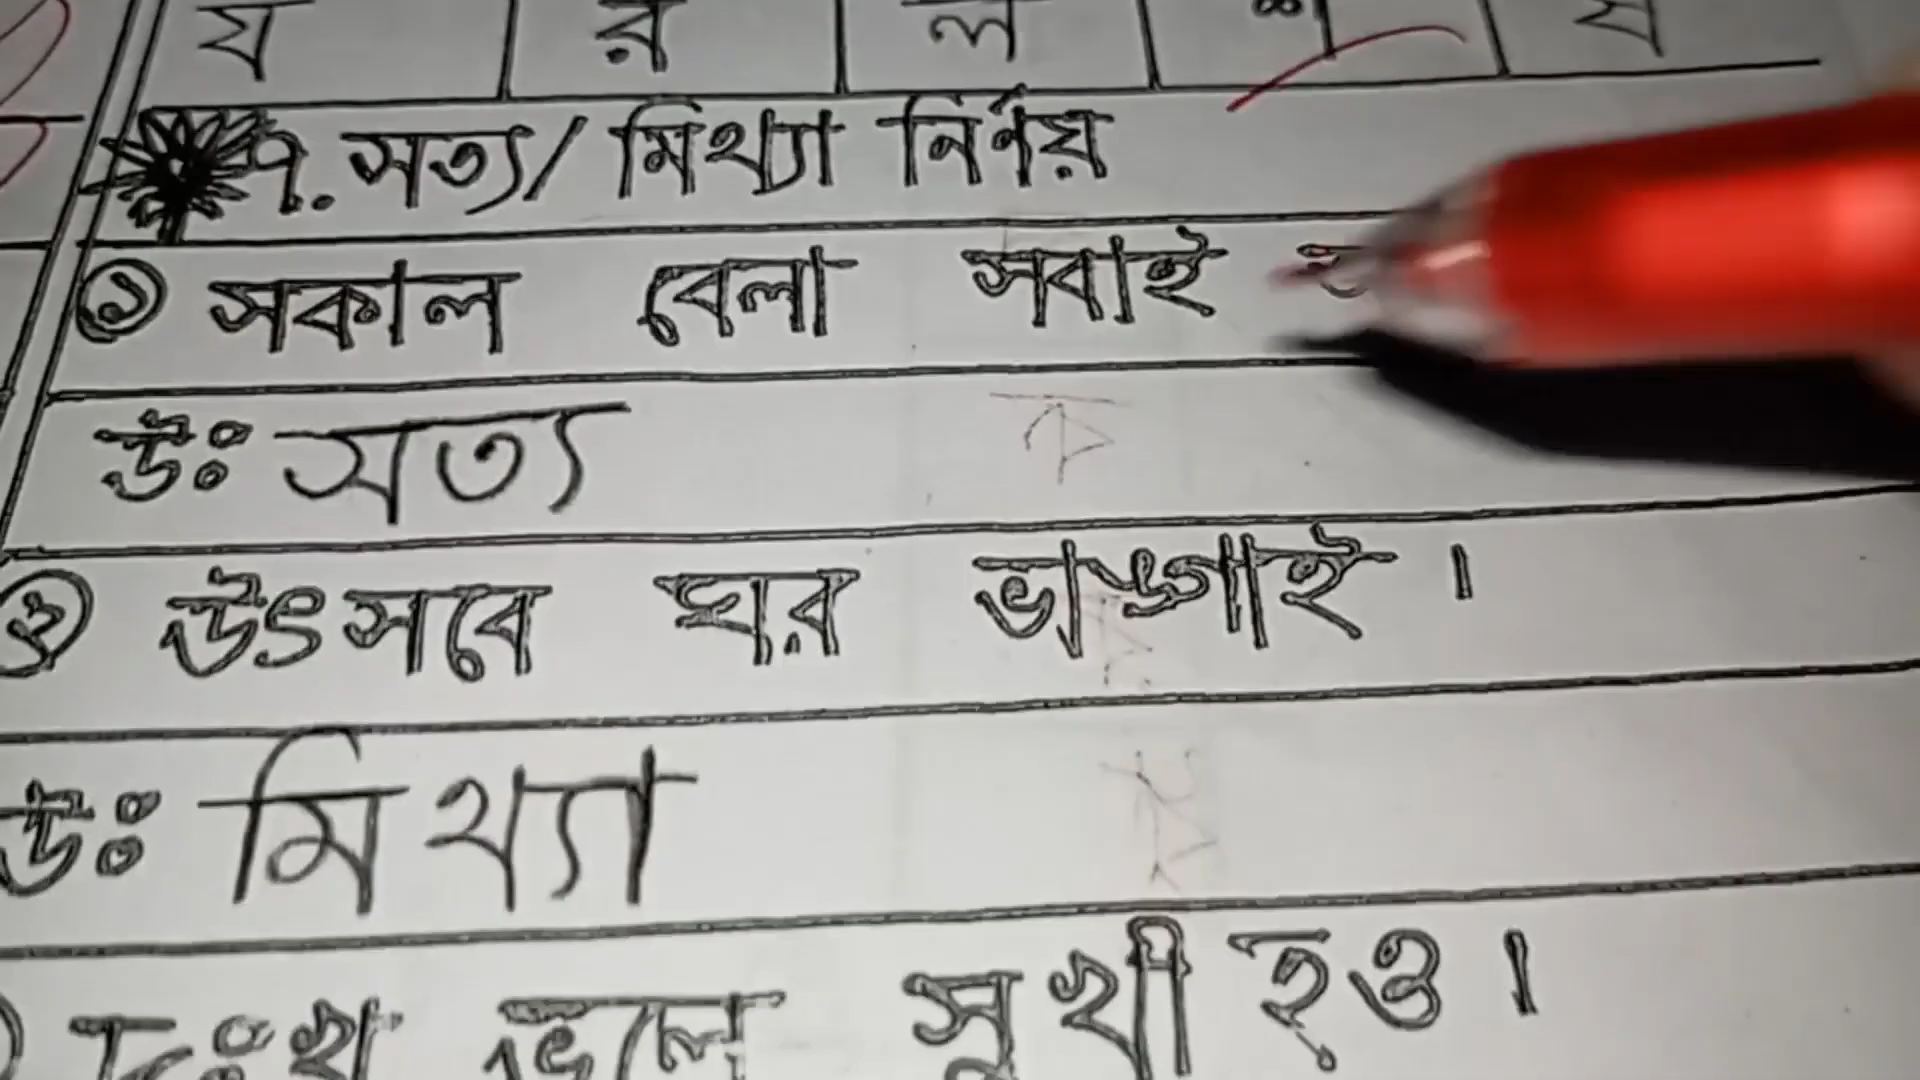 য র ল য
৭. সত্য/ মিথ্যা নির্ণয়
১ সকাল বেলা সবাই
উঃ সত্য
২ উৎসবে ঘর ভাঙ্গাই ।
উঃ মিথ্যা
দুঃখ ভুলে সুখী হও ।